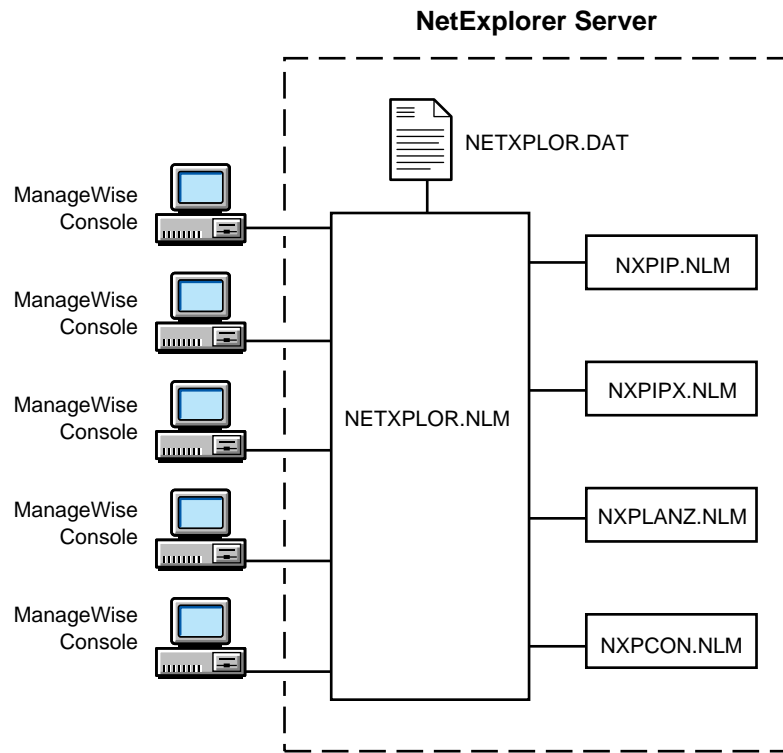 NetExplorer Server
NETXPLOR.DAT
ManageWise
Console
ManageWise
Console
ManageWise
Console
ManageWise
Console
ManageWise
Console
NETXPLOR.NLM
NXPIP.NLM
NXPIPX.NLM
NXPLANZ.NLM
NXPCON.NLM